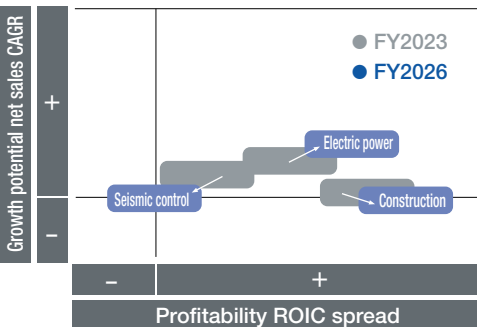 Growth potential net sales CAGR
+
–
● FY2023
● FY2026
Electric power
Seismic control
Construction
– +
Profitability ROIC spread